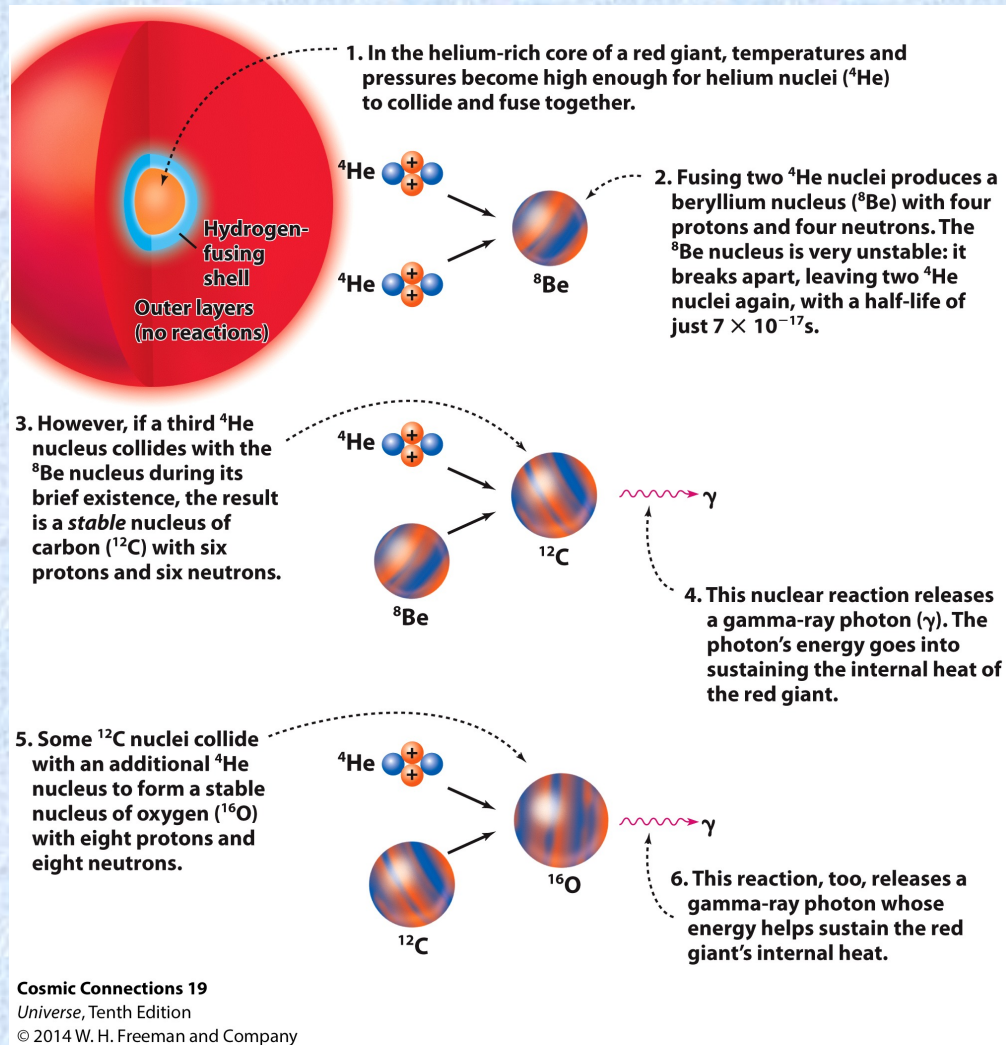 1. In the helium-rich core of a red giant, temperatures and
pressures become high enough for helium nuclei (⁴He)
to collide and fuse together.
Hydrogen-
fusing
shell
Outer layers
(no reactions)
⁴He
+
+
⁴He
+
+
⁸Be
2. Fusing two ⁴He nuclei produces a
beryllium nucleus (⁸Be) with four
protons and four neutrons. The
⁸Be nucleus is very unstable: it
breaks apart, leaving two ⁴He
nuclei again, with a half-life of
just 7 × 10⁻¹⁷s.
3. However, if a third ⁴He
nucleus collides with the
⁸Be nucleus during its
brief existence, the result
is a stable nucleus of
carbon (¹²C) with six
protons and six neutrons.
⁴He
+
+
⁸Be
¹²C
γ
4. This nuclear reaction releases
a gamma-ray photon (γ). The
photon’s energy goes into
sustaining the internal heat of
the red giant.
5. Some ¹²C nuclei collide
with an additional ⁴He
nucleus to form a stable
nucleus of oxygen (¹⁶O)
with eight protons and
eight neutrons.
⁴He
+
+
¹²C
¹⁶O
γ
6. This reaction, too, releases a
gamma-ray photon whose
energy helps sustain the red
giant’s internal heat.
Cosmic Connections 19
Universe, Tenth Edition
© 2014 W. H. Freeman and Company